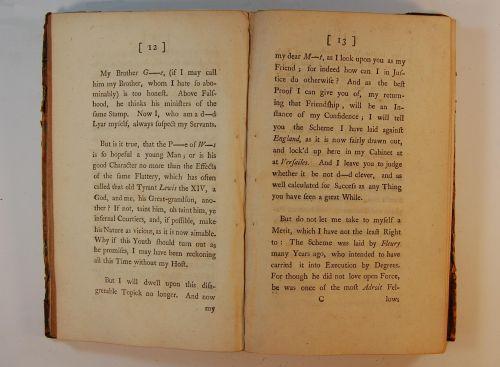 [ 12 ]
My Brother G—e, (if I may call
him my Brother, whom I hate so abo-
minably) is too honest. Above Fals-
hood, he thinks his ministers of the
same Stamp. Now I, who am a d—d
Lyar myself, always suspect my Servants.
But is it true, that the P—e of W—s
is so hopeful a young Man; or is his
good Character no more than the Effects
of the same Flattery, which has often
called that old Tyrant Lewis the XIV, a
God, and me, his Great-grandson, ano-
ther? If not, taint him, oh taint him, ye
infernal Courtiers, and, if possible, make
his Nature as vicious, as it is now aimable.
Why if this Youth should turn out as
he promises, I may have been reckoning
all this Time without my Host.
But I will dwell upon this disa-
greeable Topick no longer. And now
my
[ 13 ]
my dear M—t, as I look upon you as my
Friend; for indeed how can I in Jus-
tice do otherwise? And as the best
Proof I can give you, of my return-
ing that Friendship, will be an In-
stance of my Confidence; I will tell
you the Scheme I have laid against
England, as it is now fairly drawn out,
and lock'd up here in my Cabinet at
at Versailes. And I leave you to judge
whether it be not d—d clever, and as
well calculated for Success as any Thing
you have seen a great While.
But do not let me take to myself a
Merit, which I have not the least Right
to: The Scheme was laid by Fleury
many Years ago, who intended to have
carried it into Execution by Degrees.
For though he did not love open Force,
he was once of the most Adroit Fel-
C lows